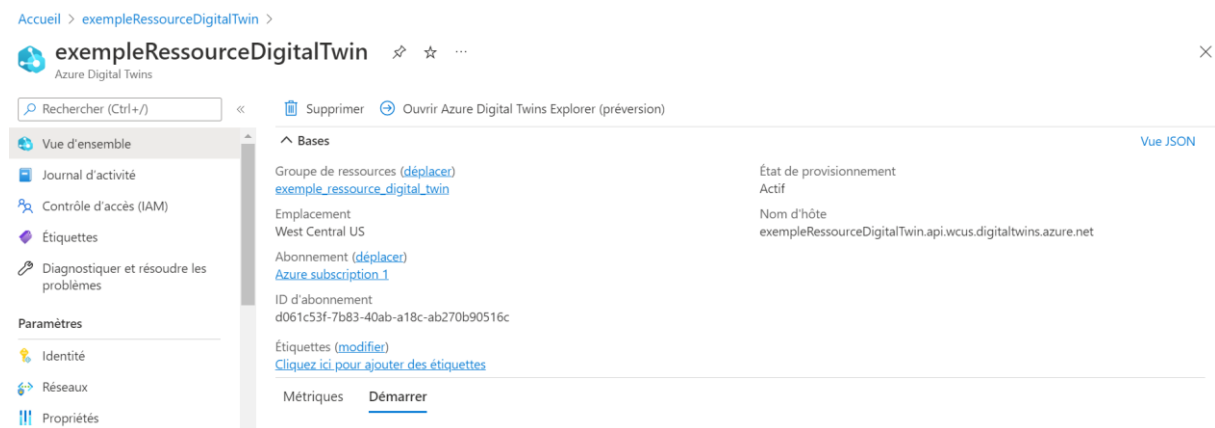 Accueil > exempleRessourceDigitalTwin >
exempleRessourceDigitalTwin
Azure Digital Twins
Rechercher (Ctrl+/)
Supprimer
Ouvrir Azure Digital Twins Explorer (préversion)
Vue d'ensemble
Journal d'activité
Contrôle d'accès (IAM)
Étiquettes
Diagnostiquer et résoudre les
problèmes
Paramètres
Identité
Réseaux
Propriétés
Bases
Vue JSON
Groupe de ressources (déplacer)
exemple_ressource_digital_twin
Emplacement
West Central US
Abonnement (déplacer)
Azure subscription 1
ID d'abonnement
d061c53f-7b83-40ab-a18c-ab270b90516c
Étiquettes (modifier)
Cliquez ici pour ajouter des étiquettes
État de provisionnement
Actif
Nom d'hôte
exempleRessourceDigitalTwin.api.wcus.digitaltwins.azure.net
Métriques
Démarrer